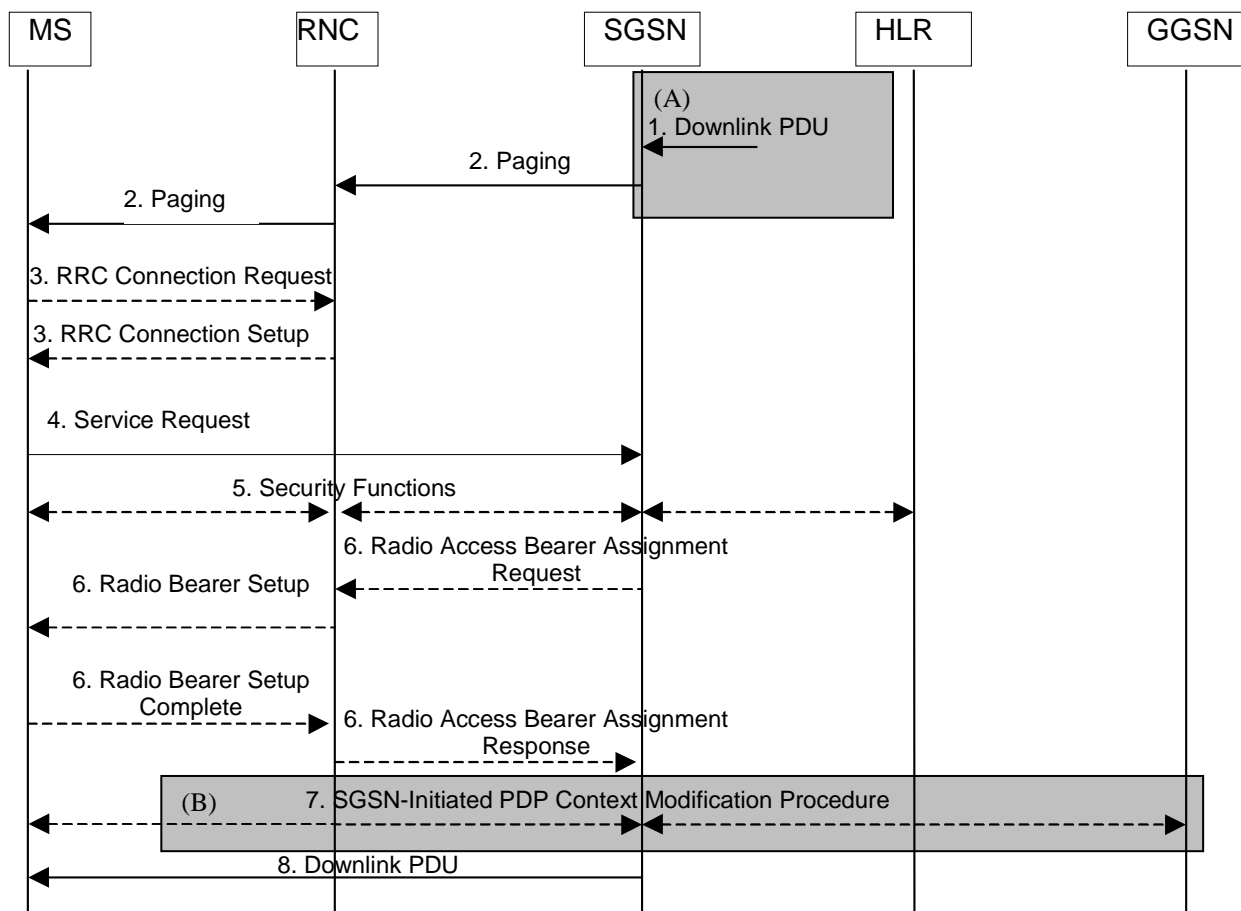 MS RNC SGSN HLR GGSN
(A)
1. Downlink PDU
2. Paging
2. Paging
3. RRC Connection Request
3. RRC Connection Setup
4. Service Request
5. Security Functions
6. Radio Access Bearer Assignment
Request
6. Radio Bearer Setup
6. Radio Bearer Setup
Complete
6. Radio Access Bearer Assignment
Response
(B)
7. SGSN-Initiated PDP Context Modification Procedure
8. Downlink PDU